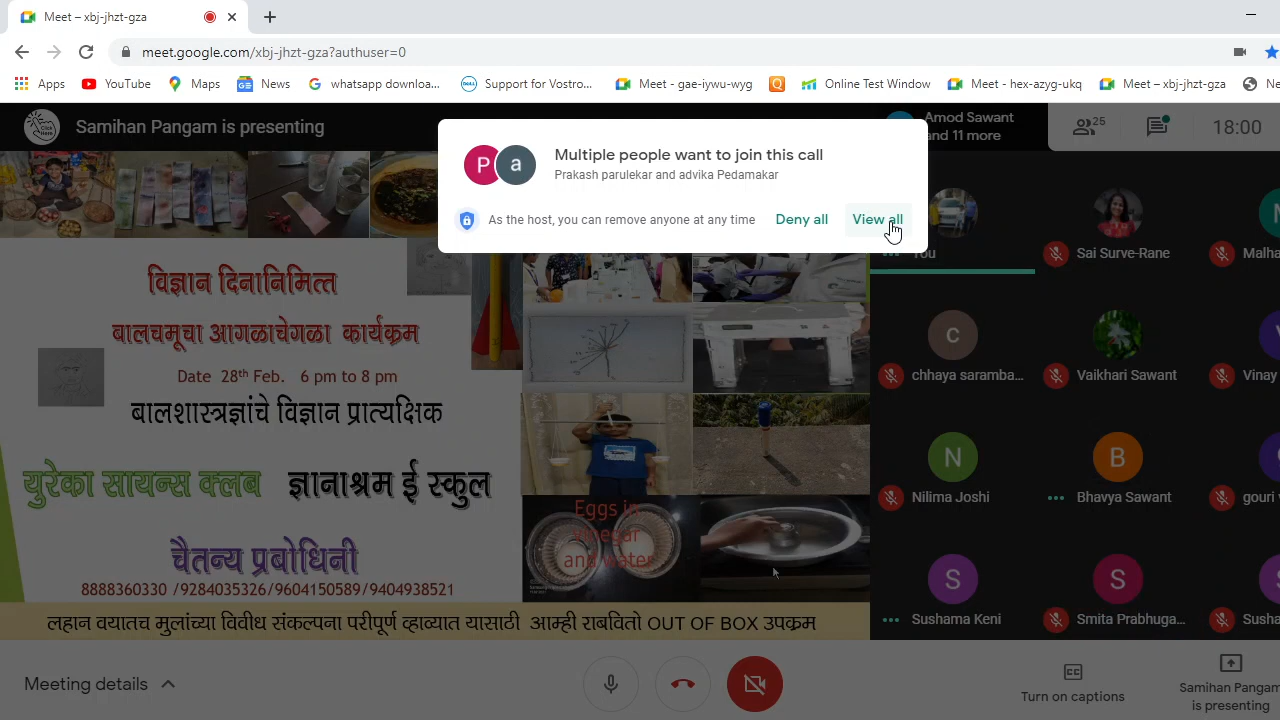 Meet – xbj-jhzt-gza
meet.google.com/xbj-jhzt-gza?authuser=0
Apps YouTube Maps News whatsapp downloa... Support for Vostro... Meet - gae-iywu-wyg Online Test Window Meet - hex-azyg-ukq Meet – xbj-jhzt-gza Ne
Samihan Pangam is presenting
Amod Sawant
and 11 more
25
18:00
Multiple people want to join this call
Prakash parulekar and advika Pedamakar
P a
As the host, you can remove anyone at any time Deny all View all
You Sai Surve-Rane Malha
विज्ञान दिनानिमित्त
बालचमूचा आगळाचेगळा कार्यक्रम
Date 28th Feb. 6 pm to 8 pm
बालशास्त्रज्ञांचे विज्ञान प्रात्यक्षिक
युरेका सायन्स क्लब ज्ञानाश्रम ई स्कुल
चैतन्य प्रबोधिनी
8888360330 /9284035326/9604150589/9404938521
लहान वयातच मुलांच्या विवीध संकल्पना परीपूर्ण व्हाव्यात यासाठी आम्ही राबवितो OUT OF BOX उपक्रम
Eggs in
vinegar
and water
c
chhaya saramba... Vaikhari Sawant Vinay
N B
Nilima Joshi Bhavya Sawant gouri
S S
Sushama Keni Smita Prabhuga... Susha
Meeting details
Turn on captions
Samihan Pangam
is presenting